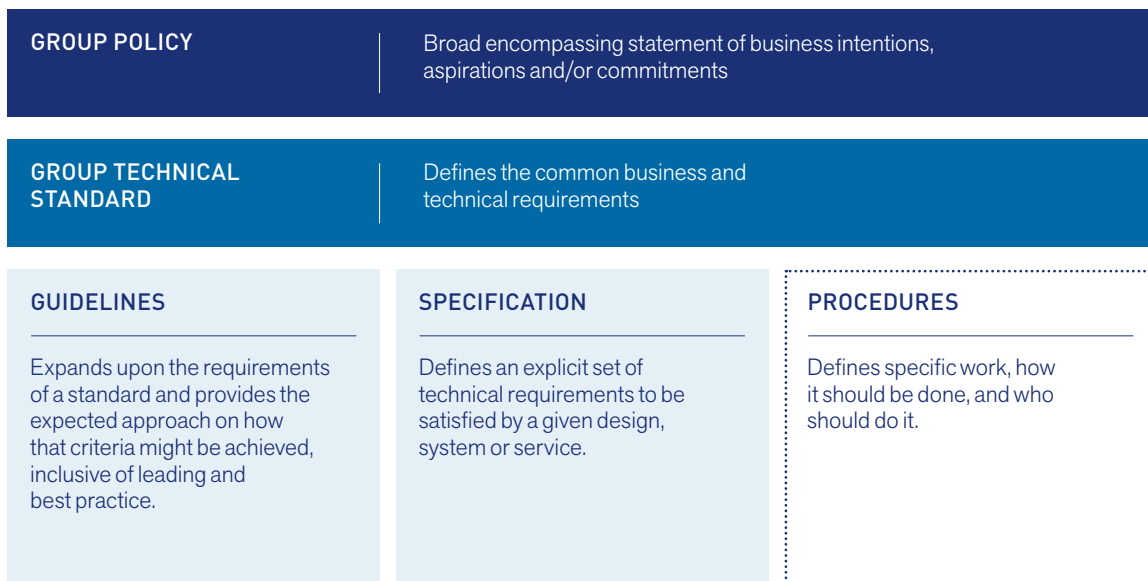 GROUP POLICY
Broad encompassing statement of business intentions,
aspirations and/or commitments
GROUP TECHNICAL
STANDARD
Defines the common business and
technical requirements
GUIDELINES
Expands upon the requirements
of a standard and provides the
expected approach on how
that criteria might be achieved,
inclusive of leading and
best practice.
SPECIFICATION
Defines an explicit set of
technical requirements to be
satisfied by a given design,
system or service.
PROCEDURES
Defines specific work, how
it should be done, and who
should do it.